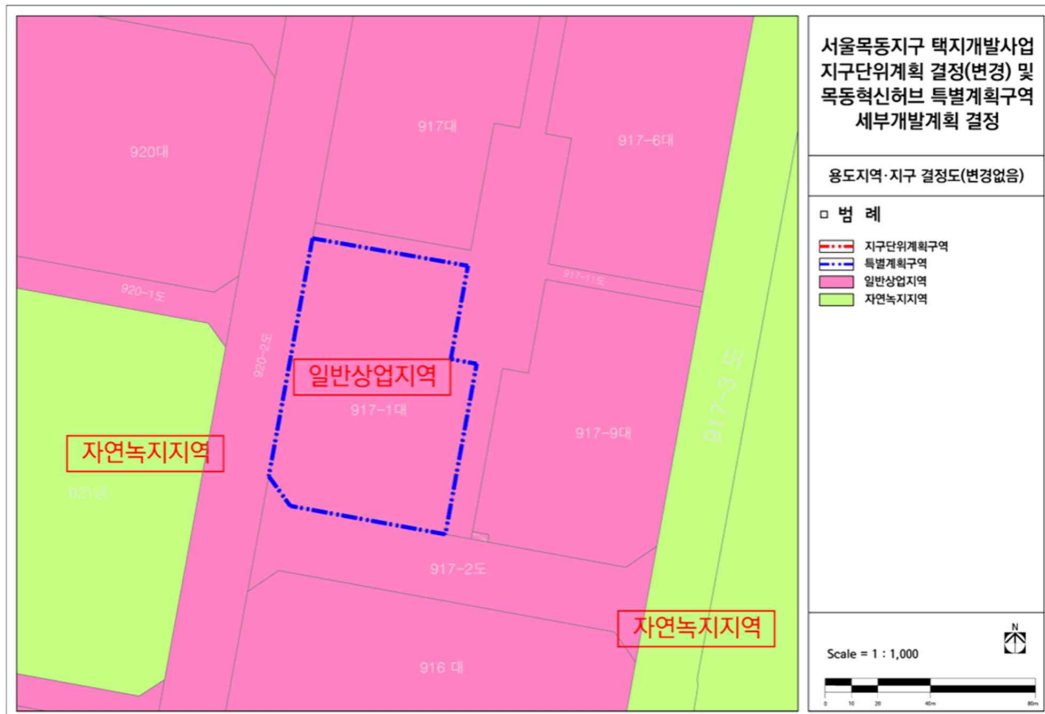 서울목동지구 택지개발사업
지구단위계획 결정(변경) 및
목동혁신허브 특별계획구역
세부개발계획 결정
용도지역·지구 결정도(변경없음)
범 례
지구단위계획구역
특별계획구역
일반상업지역
자연녹지지역
N
Scale = 1 : 1,000
0 10 20 40m 80m
920대
917대
917-6대
917-11도
920-1도
920-2도
일반상업지역
917-1대
917-3 도
917-9대
자연녹지지역
917-2도
자연녹지지역
916 대